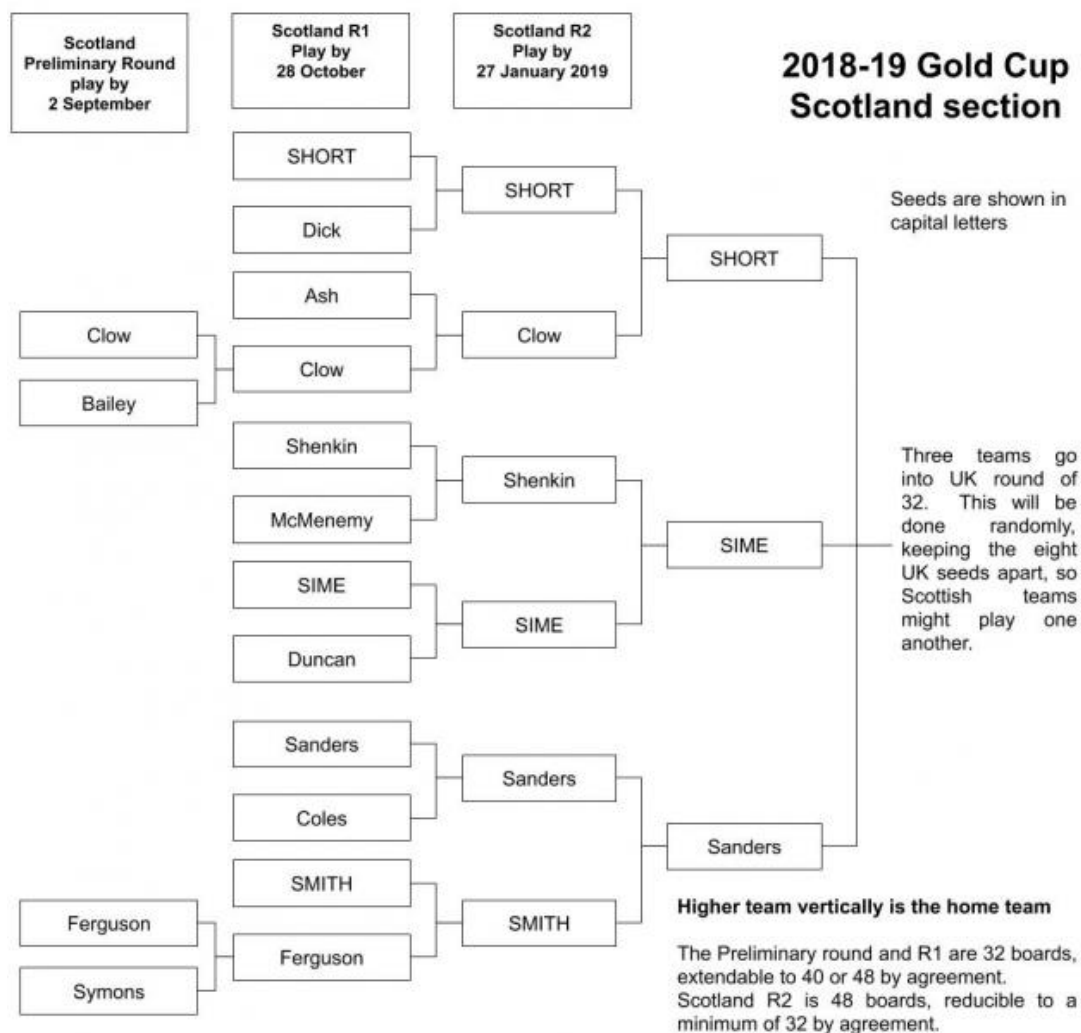 Scotland
Preliminary Round
play by
2 September
Scotland R1
Play by
28 October
Scotland R2
Play by
27 January 2019
2018-19 Gold Cup
Scotland section
Seeds are shown in
capital letters
Clow
Bailey
Ferguson
Symons
SHORT
Dick
Ash
Clow
Shenkin
McMenemy
SIME
Duncan
Sanders
Coles
SMITH
Ferguson
SHORT
Clow
Shenkin
SIME
Sanders
SMITH
SHORT
SIME
Sanders
Three teams go
into UK round of
32. This will be
done randomly,
keeping the eight
UK seeds apart, so
Scottish teams
might play one
another.
Higher team vertically is the home team
The Preliminary round and R1 are 32 boards,
extendable to 40 or 48 by agreement.
Scotland R2 is 48 boards, reducible to a
minimum of 32 by agreement.